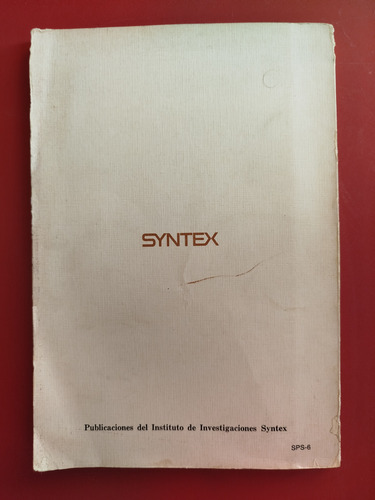 SYNTEX
Publicaciones del Instituto de Investigaciones Syntex
SPS-6